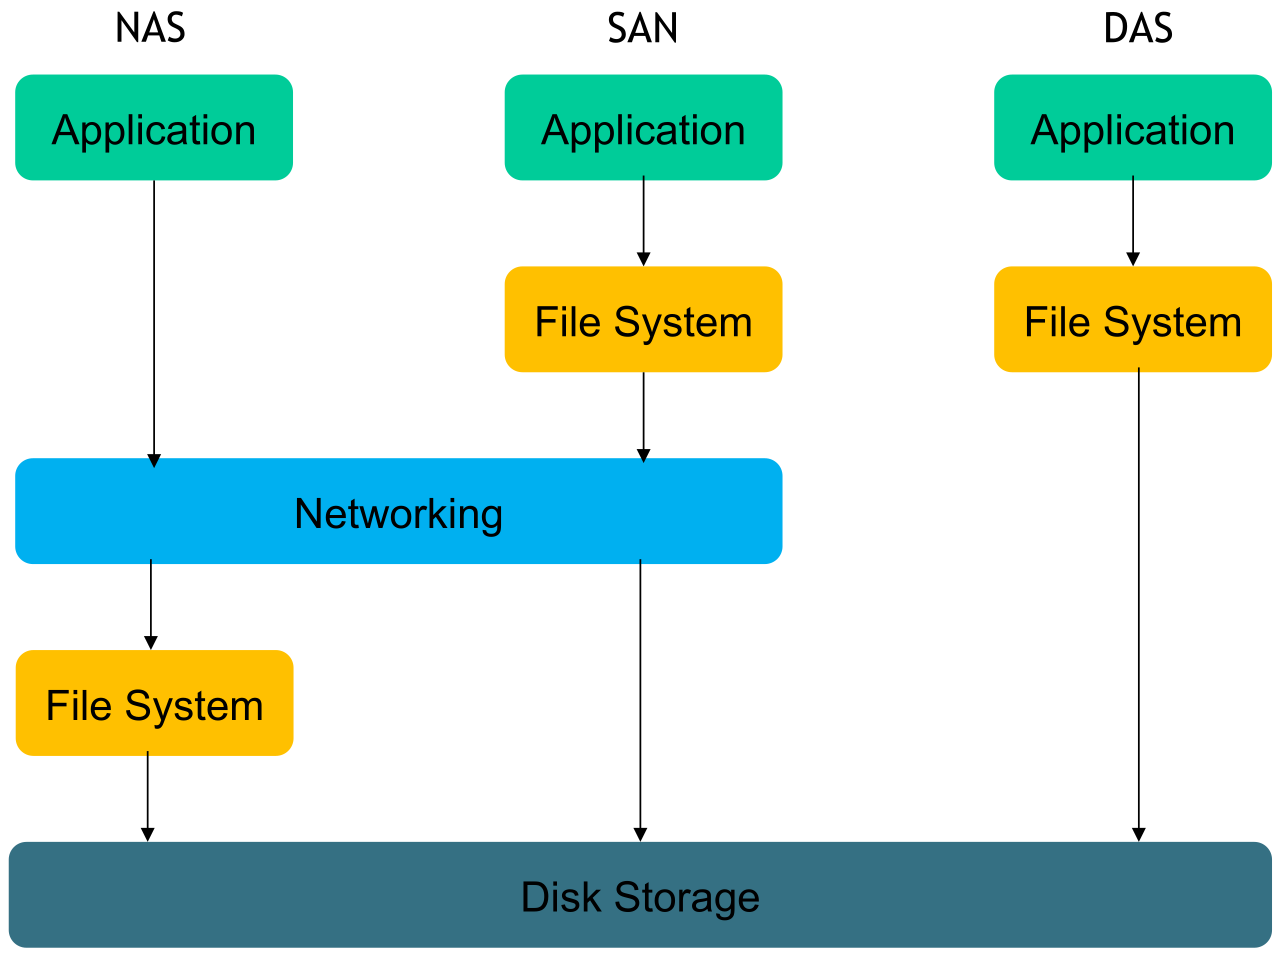 NAS
SAN
DAS
Application
Application
Application
File System
File System
Networking
File System
Disk Storage